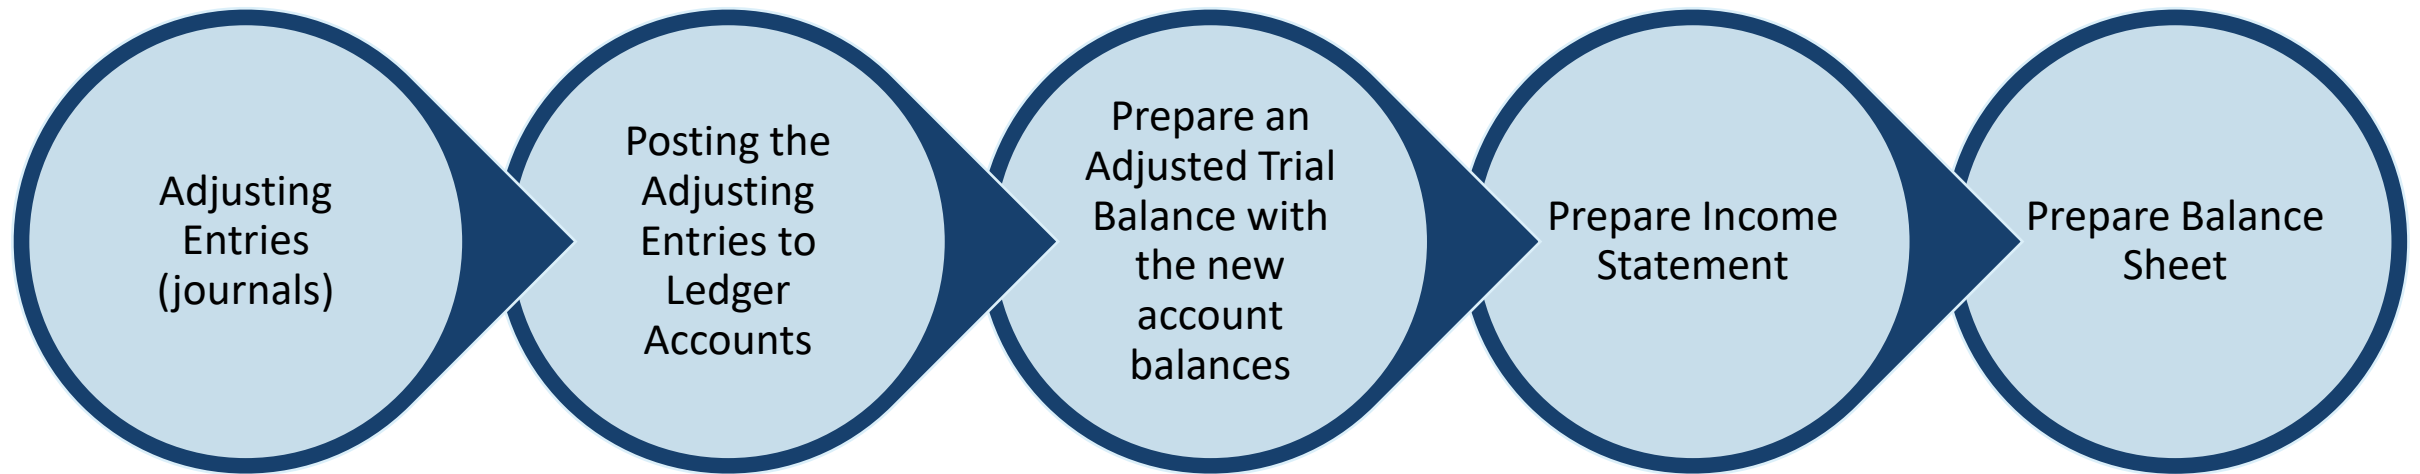 Adjusting
Entries
(journals)
Posting the
Adjusting
Entries to
Ledger
Accounts
Prepare an
Adjusted Trial
Balance with
the new
account
balances
Prepare Income
Statement
Prepare Balance
Sheet